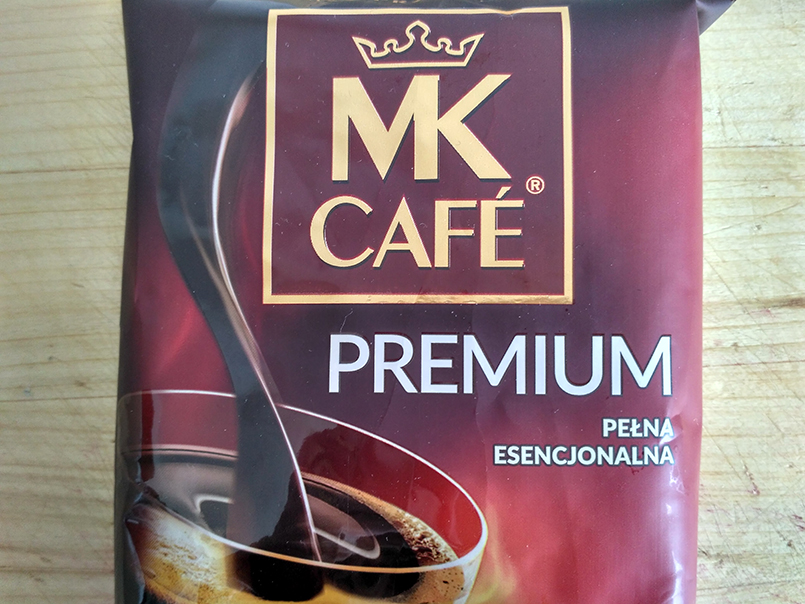 MK
CAFÉ®
PREMIUM
PEŁNA
ESENCJONALNA